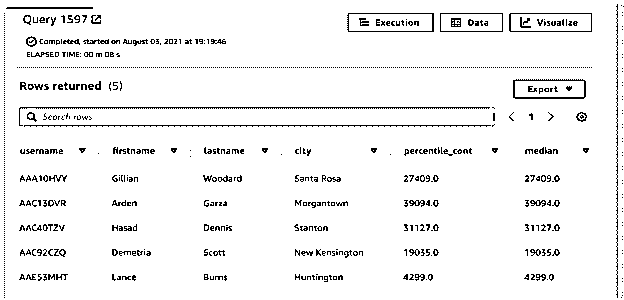 Query 1597
Execution Data Visualize
Completed, started on August 03, 2021 at 19:19:46
ELAPSED TIME: 00 m 08 s
Rows returned (5)
Export
Search rows
1
username firstname lastname city percentile_cont median
AAA10HVY Gillian Woodard Santa Rosa 27409.0 27409.0
AAC13DVR Arden Garza Morgantown 39094.0 39094.0
AAC40TZV Hasad Dennis Stanton 31127.0 31127.0
AAC92CZQ Demetria Scott New Kensington 19035.0 19035.0
AAE53MHT Lance Burns Huntington 4299.0 4299.0